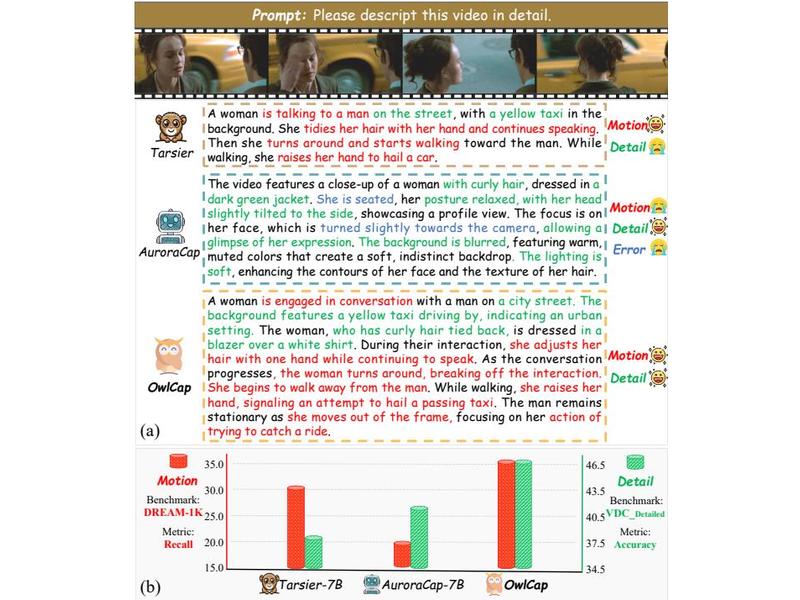 Prompt: Please descript this video in detail.
Tarsier
A woman is talking to a man on the street, with a yellow taxi in the
background. She tidies her hair with her hand and continues speaking.
Then she turns around and starts walking toward the man. While
walking, she raises her hand to hail a car.
Motion
Detail
AuroraCap
The video features a close-up of a woman with curly hair, dressed in a
dark green jacket. She is seated, her posture relaxed, with her head
slightly tilted to the side, showcasing a profile view. The focus is on
her face, which is turned slightly towards the camera, allowing a
glimpse of her expression. The background is blurred, featuring warm,
muted colors that create a soft, indistinct backdrop. The lighting is
soft, enhancing the contours of her face and the texture of her hair.
Motion
Detail
Error
OwlCap
A woman is engaged in conversation with a man on a city street. The
background features a yellow taxi driving by, indicating an urban
setting. The woman, who has curly hair tied back, is dressed in a
blazer over a white shirt. During their interaction, she adjusts her
hair with one hand while continuing to speak. As the conversation
progresses, the woman turns around, breaking off the interaction.
She begins to walk away from the man. While walking, she raises her
hand, signaling an attempt to hail a passing taxi. The man remains
stationary as she moves out of the frame, focusing on her action of
trying to catch a ride.
Motion
Detail
(a)
Motion
Benchmark:
DREAM-1K
Metric:
Recall
35.0
30.0
25.0
20.0
15.0
46.5
43.5
40.5
37.5
34.5
Detail
Benchmark:
VDC_Detailed
Metric:
Accuracy
Tarsier-7B
AuroraCap-7B
OwlCap
(b)